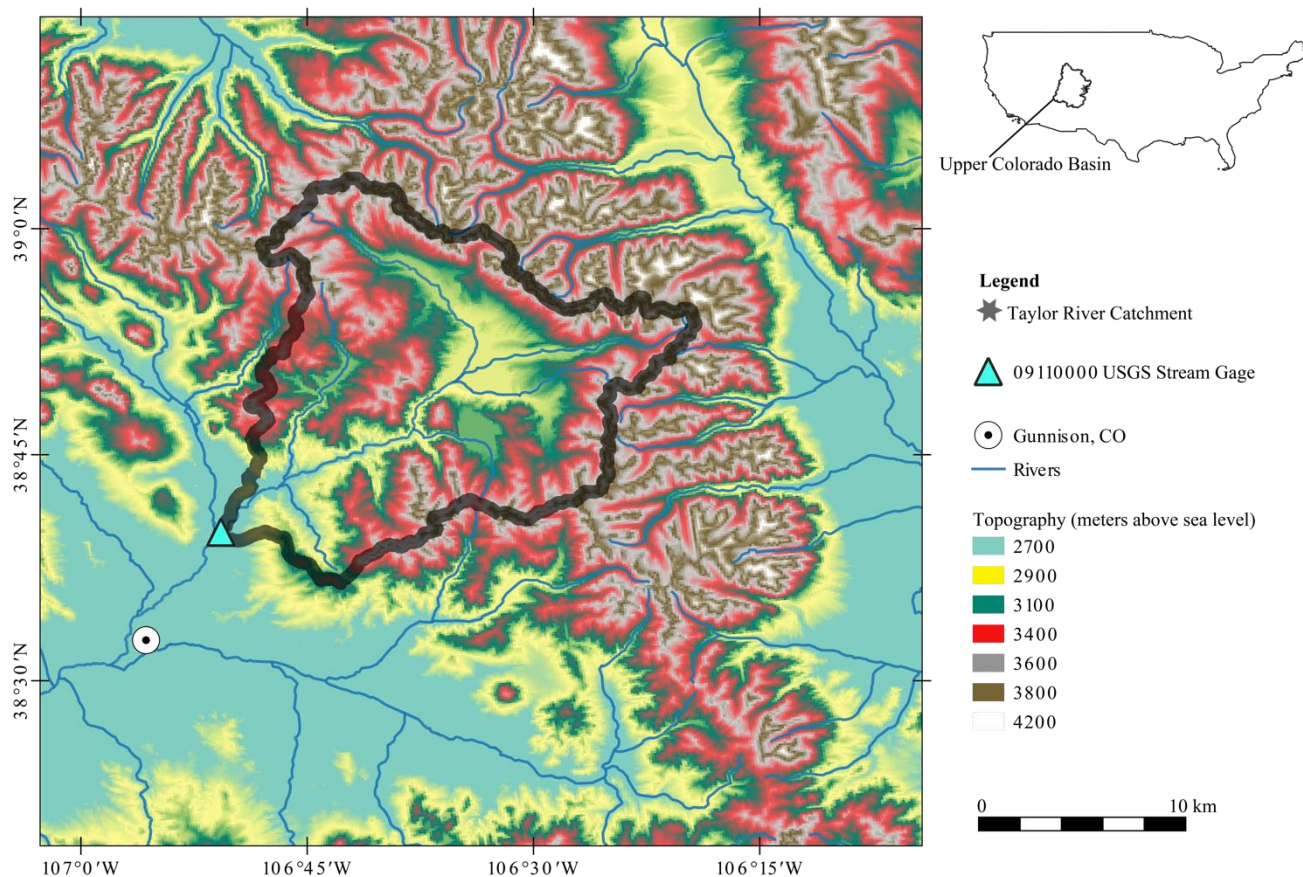 Upper Colorado Basin
39°0'N
38°45'N
38°30'N
107°0'W
106°45'W
106°30'W
106°15'W
Legend
Taylor River Catchment
09110000 USGS Stream Gage
Gunnison, CO
Rivers
Topography (meters above sea level)
2700
2900
3100
3400
3600
3800
4200
0 10 km